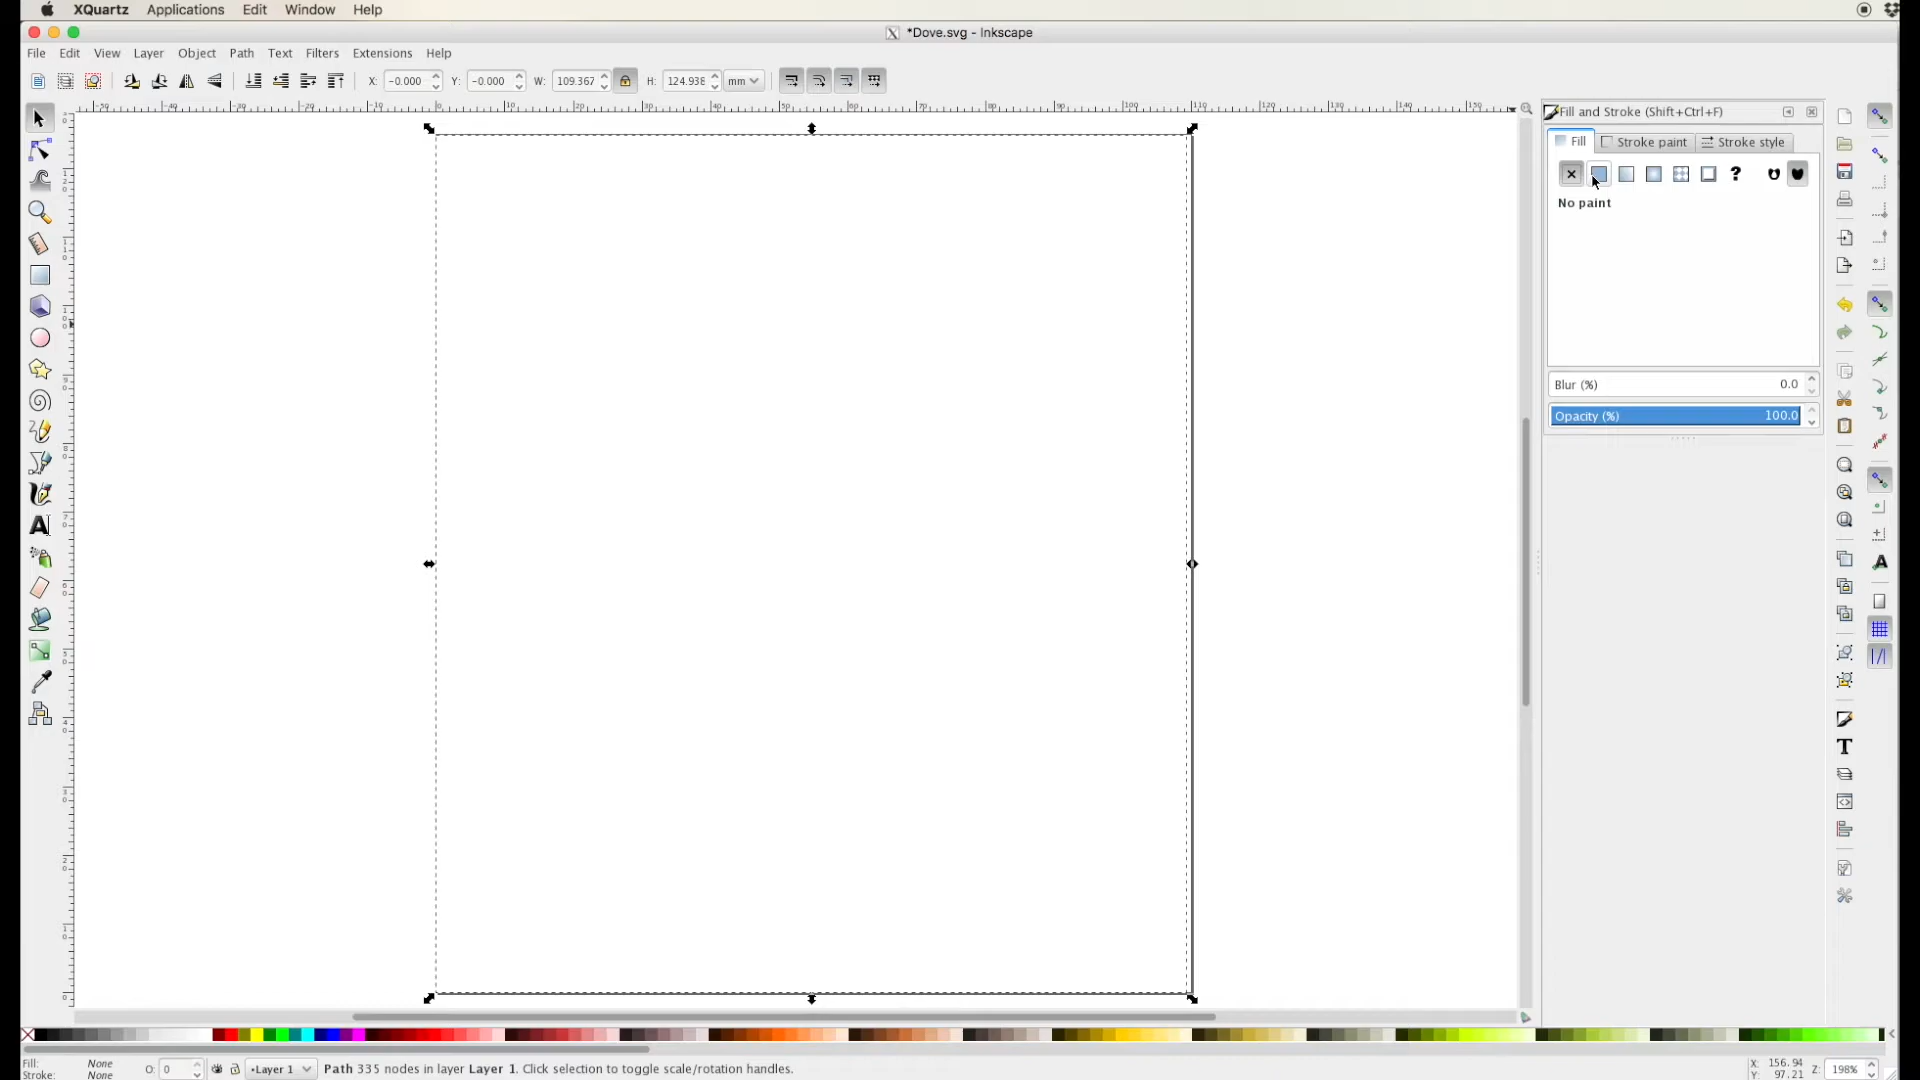 XQuartz Applications Edit Window Help
*Dove.svg - Inkscape
File Edit View Layer Object Path Text Filters Extensions Help
X: -0.000 Y: -0.000 W: 109.367 H: 124.938 mm
Fill and Stroke (Shift+Ctrl+F)
Fill Stroke paint Stroke style
No paint
Blur (%) 0.0
Opacity (%) 100.0
Fill: None
Stroke: None
O: 0
•Layer 1
Path 335 nodes in layer Layer 1. Click selection to toggle scale/rotation handles.
X: 156.94
Y: 97.21
Z: 198%